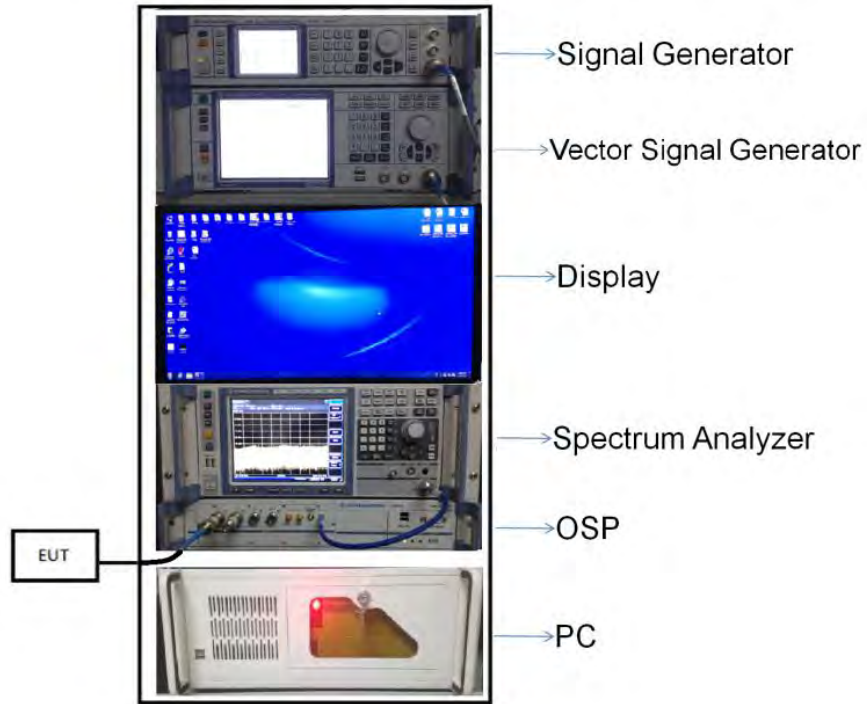 Signal Generator
Vector Signal Generator
Display
Spectrum Analyzer
OSP
EUT
PC